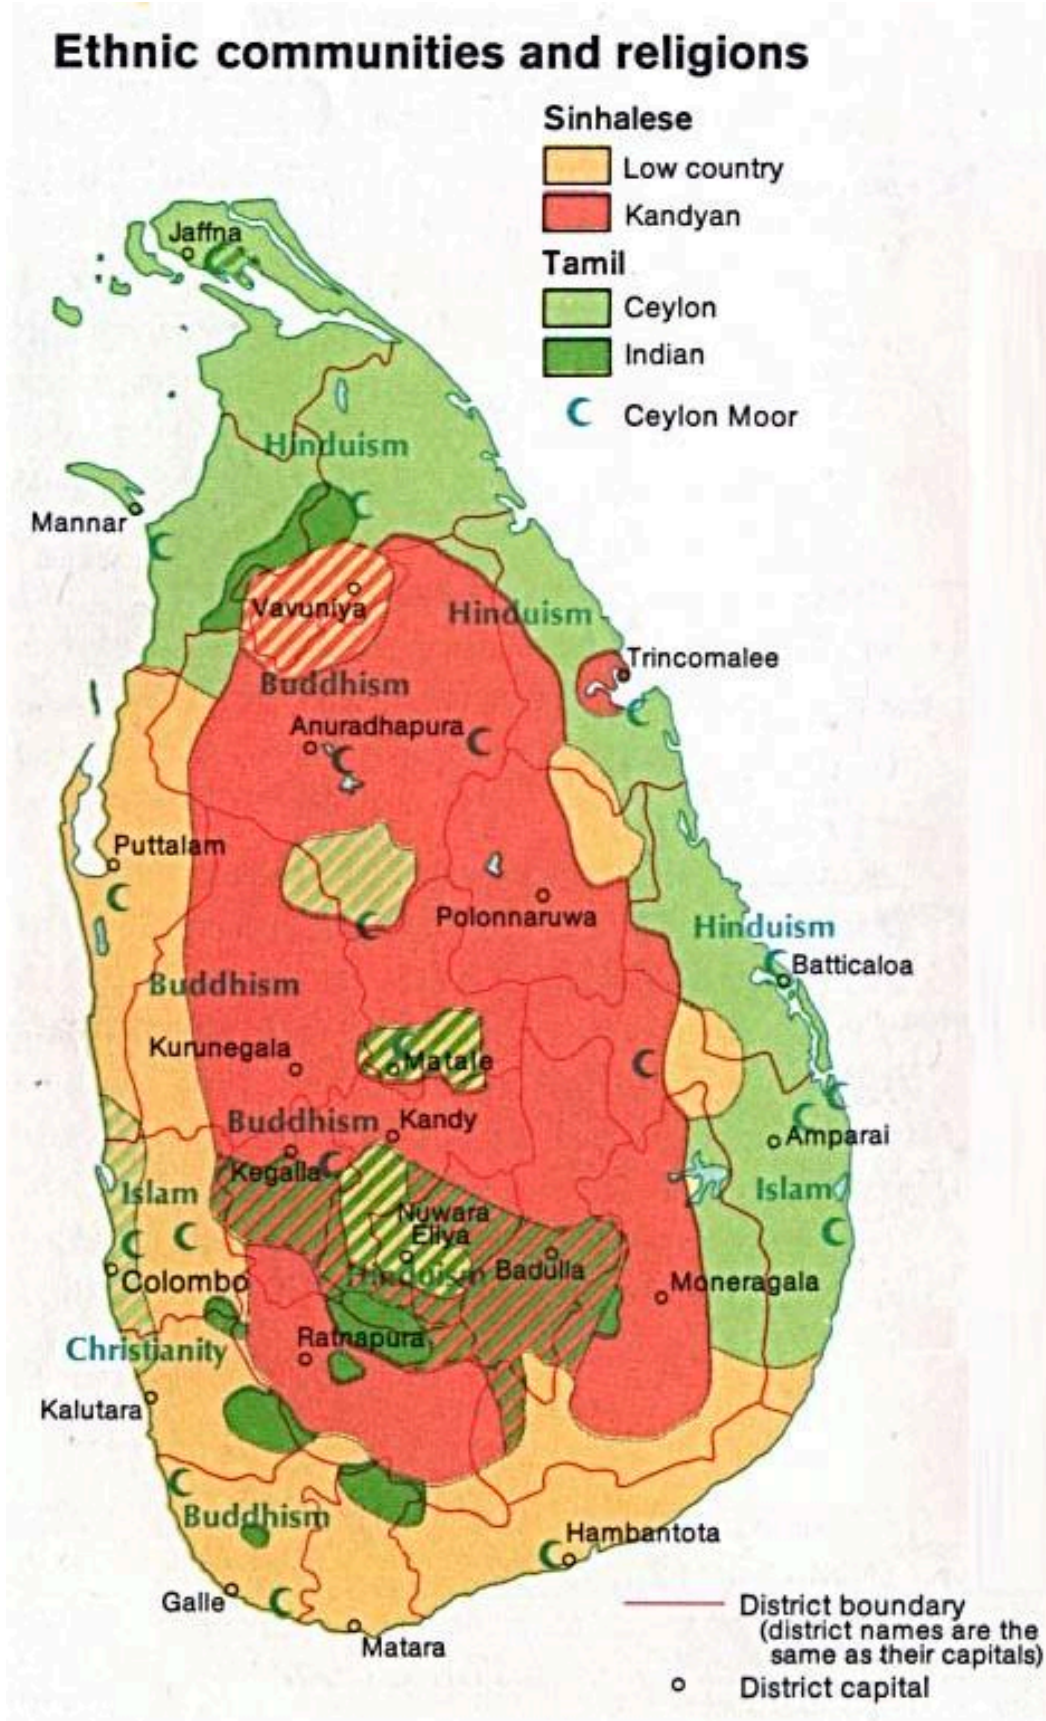 Ethnic communities and religions
Sinhalese
Low country
Kandyan
Tamil
Ceylon
Indian
Ceylon Moor
Jaffna
Hinduism
Mannar
Vavuniya
Hinduism
Trincomalee
Buddhism
Anuradhapura
Puttalam
Polonnaruwa
Hinduism
Batticaloa
Buddhism
Kurunegala
Matale
Buddhism
Kandy
Amparai
Kegalla
Islam
Islam
Nuwara
Eliya
Hinduism
Badulla
Colombo
Moneragala
Ratnapura
Christianity
Kalutara
Buddhism
Hambantota
Galle
Matara
District boundary
(district names are the
same as their capitals)
District capital